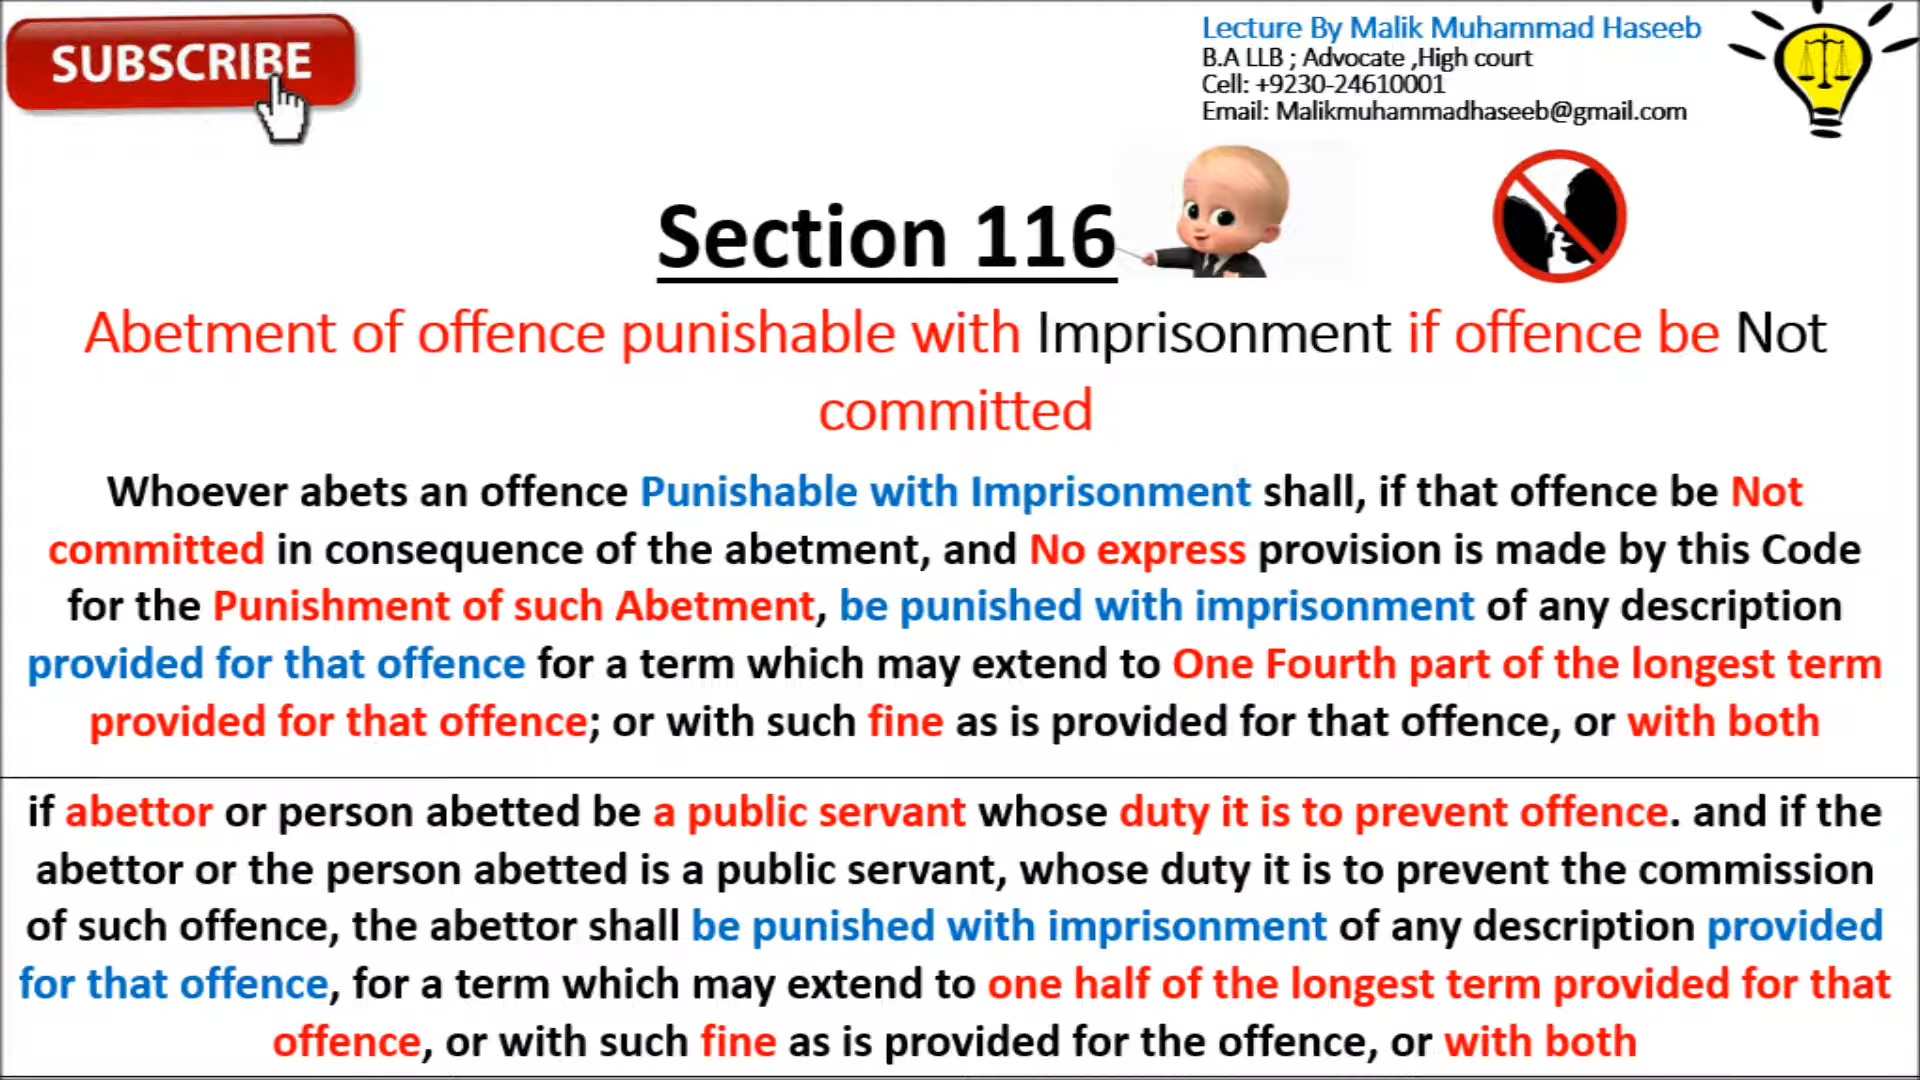 SUBSCRIBE
Lecture By Malik Muhammad Haseeb
B.A LLB ; Advocate ,High court
Cell: +9230-24610001
Email: Malikmuhammadhaseeb@gmail.com
Section 116
Abetment of offence punishable with Imprisonment if offence be Not
committed
Whoever abets an offence Punishable with Imprisonment shall, if that offence be Not
committed in consequence of the abetment, and No express provision is made by this Code
for the Punishment of such Abetment, be punished with imprisonment of any description
provided for that offence for a term which may extend to One Fourth part of the longest term
provided for that offence; or with such fine as is provided for that offence, or with both
if abettor or person abetted be a public servant whose duty it is to prevent offence. and if the
abettor or the person abetted is a public servant, whose duty it is to prevent the commission
of such offence, the abettor shall be punished with imprisonment of any description provided
for that offence, for a term which may extend to one half of the longest term provided for that
offence, or with such fine as is provided for the offence, or with both